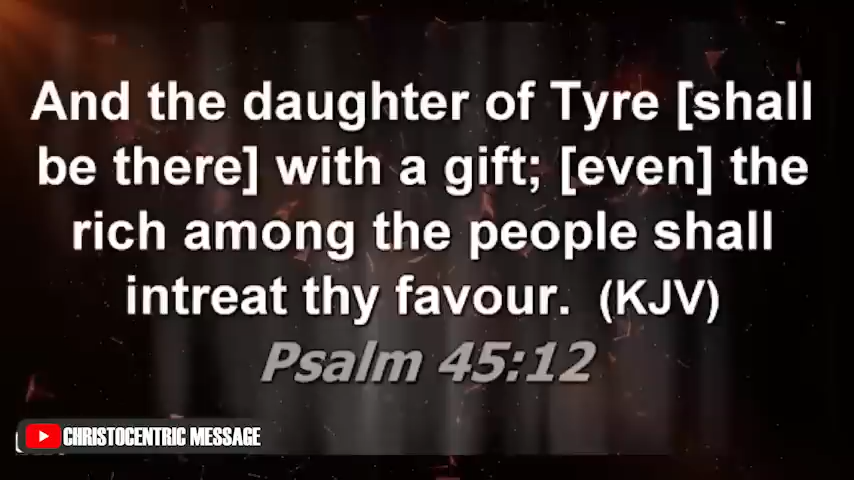 And the daughter of Tyre [shall
be there] with a gift; [even] the
rich among the people shall
intreat thy favour. (KJV)
Psalm 45:12
CHRISTOCENTRIC MESSAGE